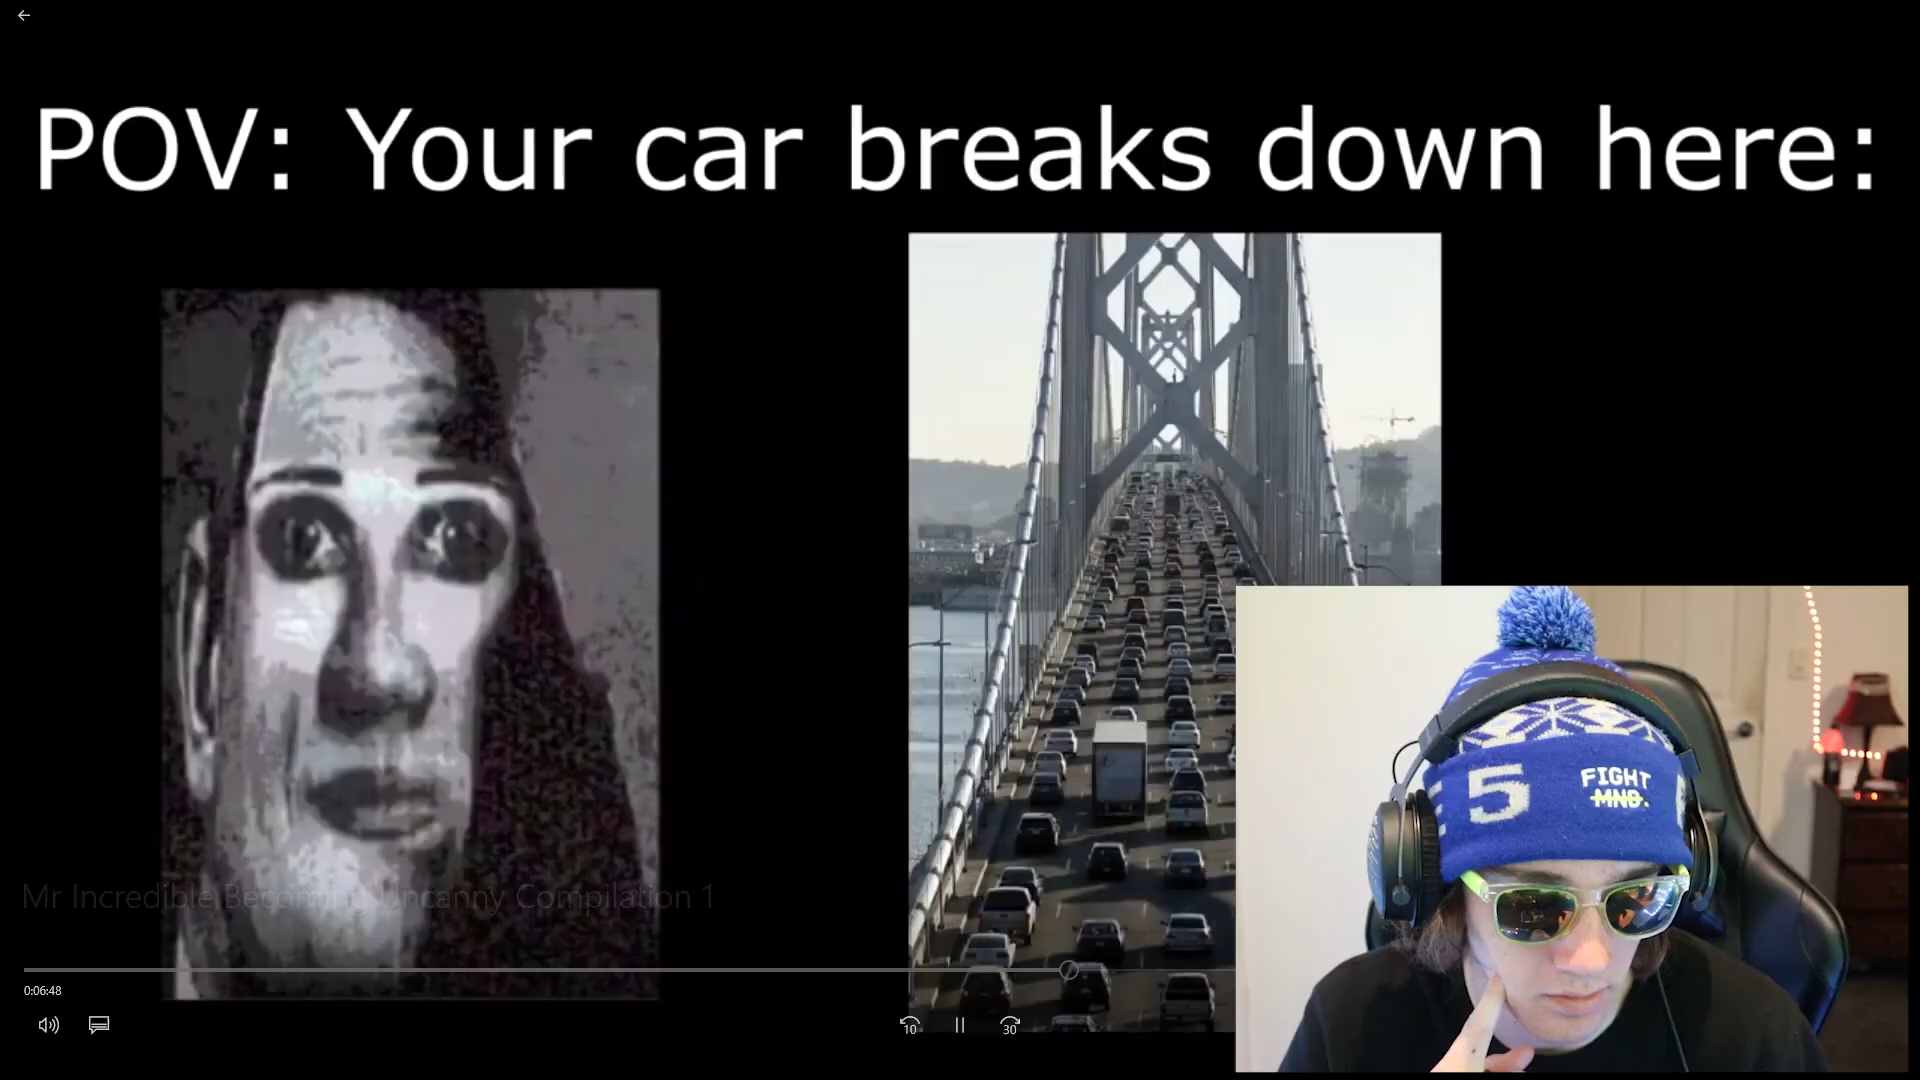 POV: Your car breaks down here:
Mr Incredible Becoming Uncanny Compilation 1
0:06:48
10
30
5
FIGHT
MND.